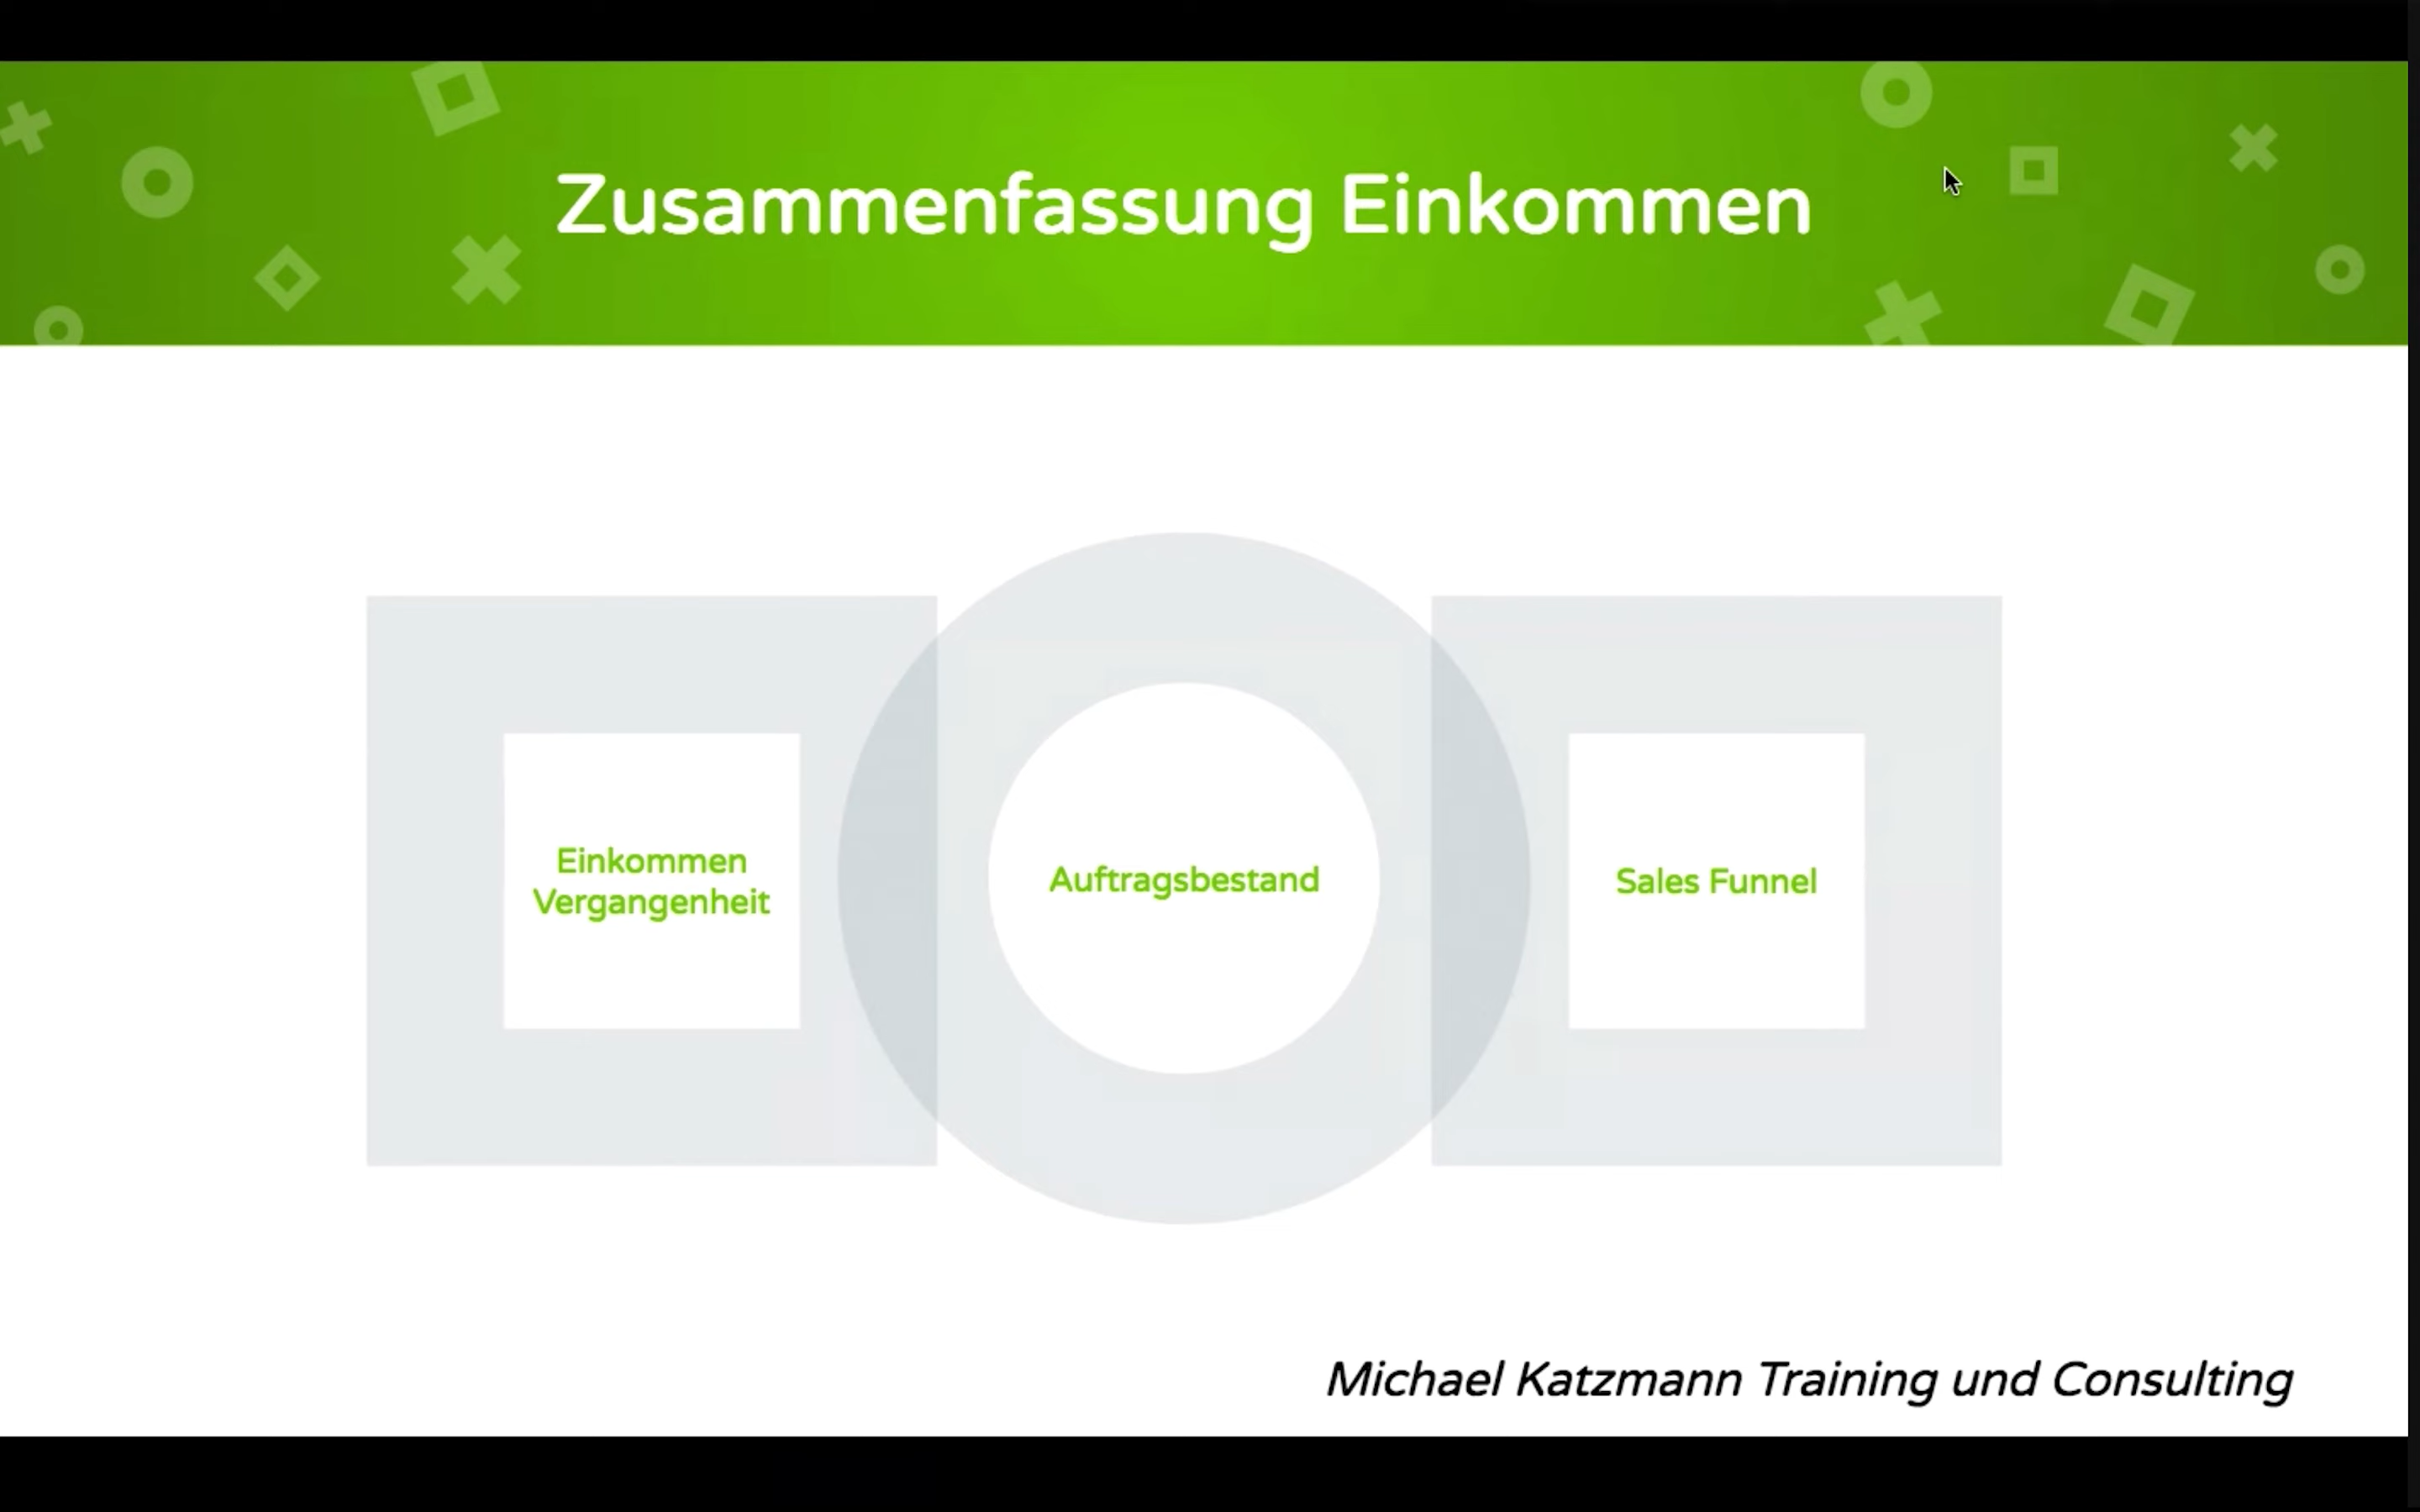 Zusammenfassung Einkommen
Einkommen
Vergangenheit
Auftragsbestand
Sales Funnel
Michael Katzmann Training und Consulting